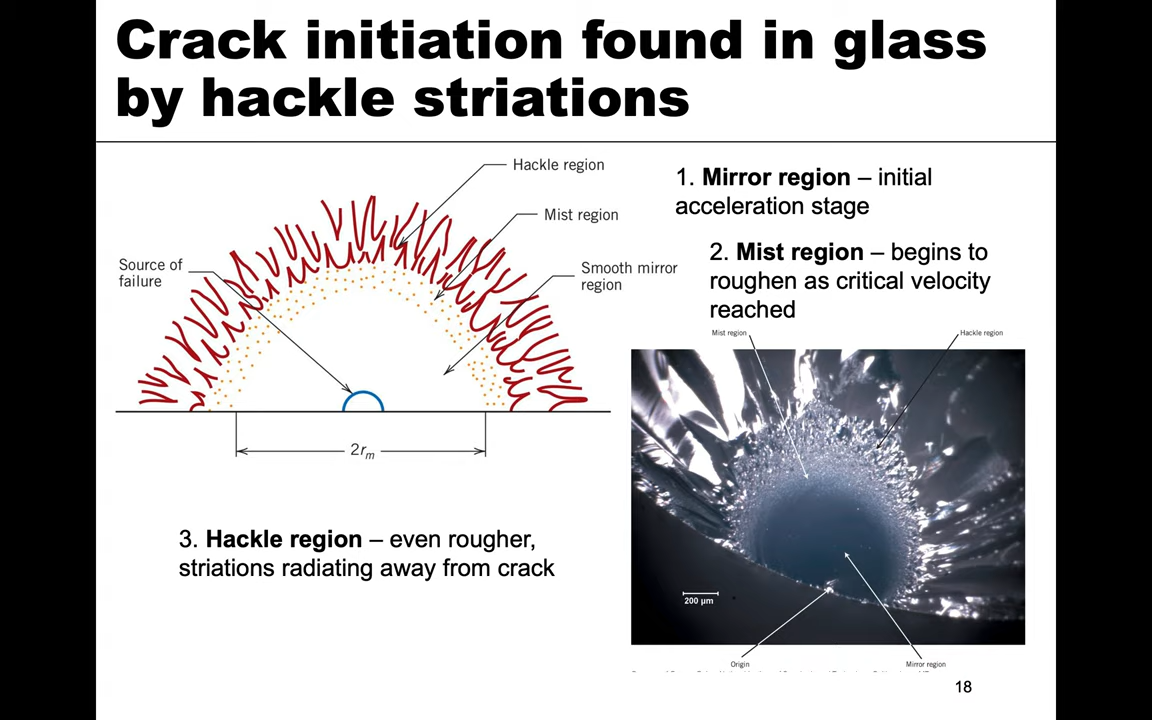 Crack initiation found in glass
by hackle striations
Hackle region
Mist region
Source of
failure
Smooth mirror
region
2rm
1. Mirror region – initial
acceleration stage
2. Mist region – begins to
roughen as critical velocity
reached
Mist region
Hackle region
200 µm
Origin
Mirror region
3. Hackle region – even rougher,
striations radiating away from crack
18